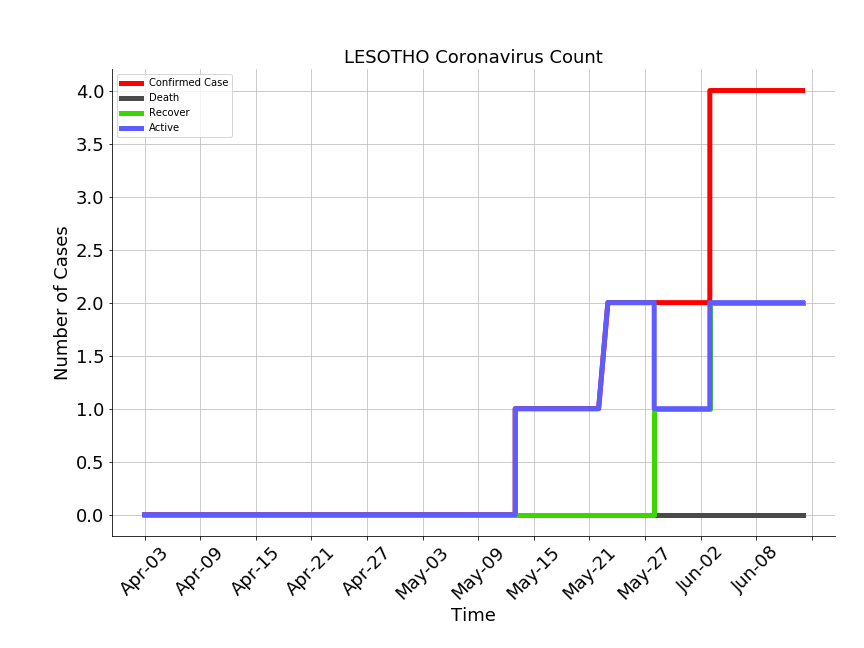 LESOTHO Coronavirus Count
Confirmed Case
Death
Recover
Active
Number of Cases
4.0
3.5
3.0
2.5
2.0
1.5
1.0
0.5
0.0
Apr-03 Apr-09 Apr-15 Apr-21 Apr-27 May-03 May-09 May-15 May-21 May-27 Jun-02 Jun-08
Time